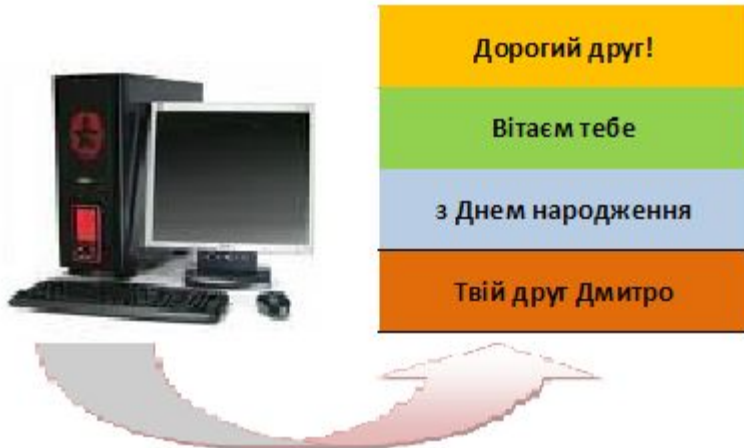 Дорогий друг!
Вітаєм тебе
з Днем народження
Твій друг Дмитро